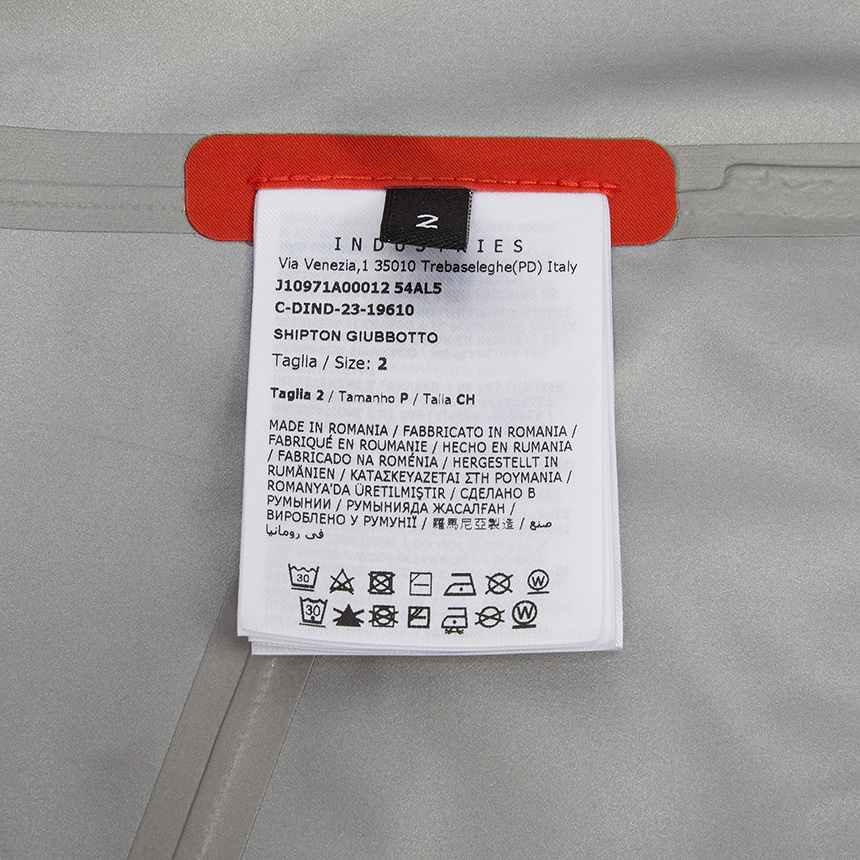 2
INDUSTRIES
Via Venezia,1 35010 Trebaseleghe(PD) Italy
J10971A00012 54AL5
C-DIND-23-19610
SHIPTON GIUBBOTTO
Taglia / Size: 2
Taglia 2 / Tamanho P / Talla CH
MADE IN ROMANIA / FABBRICATO IN ROMANIA /
FABRIQUÉ EN ROUMANIE / HECHO EN RUMANIA
/ FABRICADO NA ROMÉNIA / HERGESTELLT IN
RUMÄNIEN / ΚΑΤΑΣΚΕΥΑΖΕΤΑΙ ΣΤΗ ΡΟΥΜΑΝΙΑ /
ROMANYA'DA ÜRETILMIŞTIR / СДЕЛАНО В
РУМЫНИИ / РУМЫНИЯДА ЖАСАЛҒАН /
ВИРОБЛЕНО У РУМУНІЇ / 羅馬尼亞製造 / صنع
في رومانيا
30 W
30 W